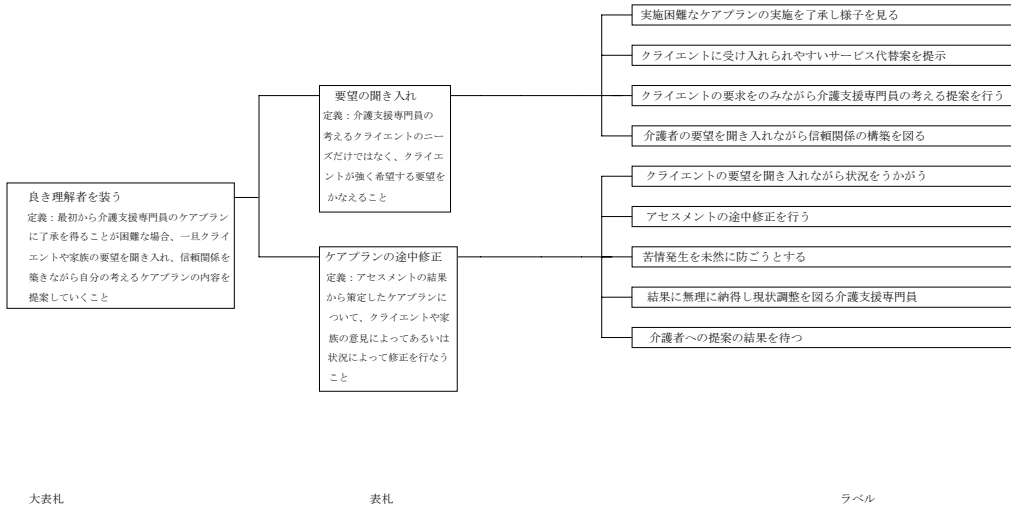 良き理解者を装う
定義：最初から介護支援専門員のケアプラン
に了承を得ることが困難な場合、一旦クライ
エントや家族の要望を聞き入れ、信頼関係を
築きながら自分の考えるケアプランの内容を
提案していくこと
要望の聞き入れ
定義：介護支援専門員の
考えるクライエントのニー
ズだけではなく、クライエ
ントが強く希望する要望を
かなえること
ケアプランの途中修正
定義：アセスメントの結果
から策定したケアプランに
ついて、クライエントや家
族の意見によってあるいは
状況によって修正を行なう
こと
実施困難なケアプランの実施を了承し様子を見る
クライエントに受け入れられやすいサービス代替案を提示
クライエントの要求をのみながら介護支援専門員の考える提案を行う
介護者の要望を聞き入れながら信頼関係の構築を図る
クライエントの要望を聞き入れながら状況をうかがう
アセスメントの途中修正を行う
苦情発生を未然に防ごうとする
結果に無理に納得し現状調整を図る介護支援専門員
介護者への提案の結果を待つ
大表札
表札
ラベル